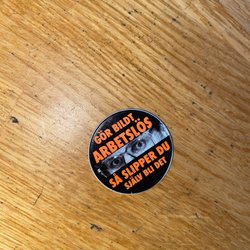 GÖR BILDT
ARBETSLÖS
SÅ SLIPPER DU
SJÄLV BLI DET